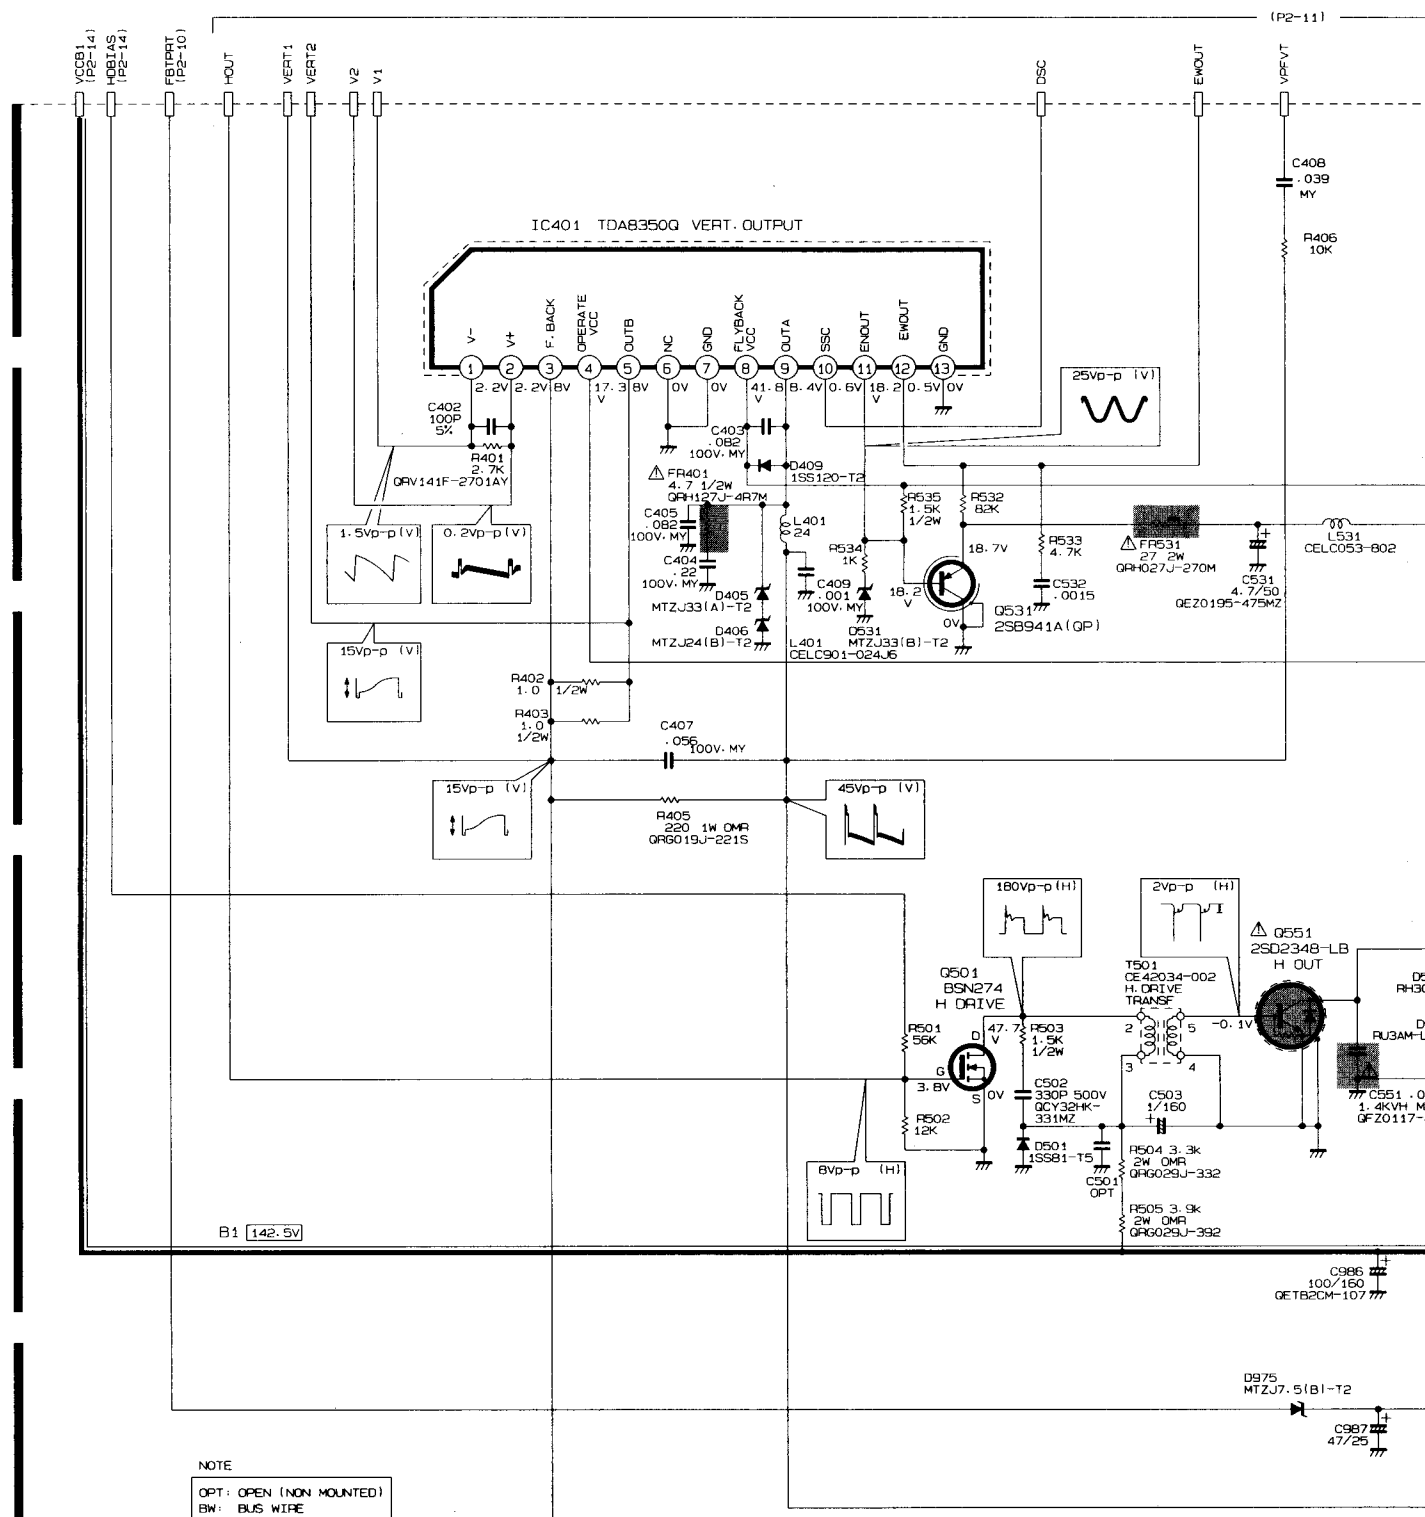 (P2-11)
VCCB1
(P2-14)
HDBIAS
(P2-14)
FBTPRT
(P2-10)
HOUT
VERT1
VERT2
V2
V1
DSC
EWOUT
VPFVT
C408
.039
MY
R406
10K
IC401 TDA8350Q VERT.OUTPUT
V-
V+
F.BACK
OPERATE
VCC
OUTB
NC
GND
FLYBACK
VCC
OUTA
SSC
ENOUT
EWOUT
GND
1 2 3 4 5 6 7 8 9 10 11 12 13
2.2V 2.2V 8V 17.3V 8V 0V 0V 41.8V 8.4V 0.6V 18.2V 0.5V 0V
C402
100P
5%
R401
2.7K
QRV141F-2701AY
C403
.082
100V.MY
D409
1SS120-T2
25Vp-p (V)
⚠ FR401
4.7 1/2W
QRH127J-4R7M
C405
.082
100V.MY
C404
.22
100V.MY
L401
24
R535
1.5K
1/2W
R532
82K
R533
4.7K
18.7V
R534
1K
⚠ FR531
27 2W
QRH027J-270M
L531
CELC053-802
1.5Vp-p(V)
0.2Vp-p(V)
D405
MTZJ33(A)-T2
C409
.001
100V.MY
18.2
V
0V
C532
.0015
+
C531
4.7/50
QEZ0195-475MZ
Q531
2SB941A(QP)
D406
MTZJ24(B)-T2
D531
MTZJ33(B)-T2
L401
CELC901-024J6
15Vp-p (V)
R402
1.0 1/2W
R403
1.0
1/2W
C407
.056
100V.MY
15Vp-p (V)
R405
220 1W OMR
QRG019J-221S
45Vp-p (V)
180Vp-p(H)
2Vp-p (H)
⚠ Q551
2SD2348-LB
H OUT
Q501
BSN274
H DRIVE
T501
CE42034-002
H.DRIVE
TRANSF
RU3AM-L
R501
56K
D
47.7
V
R503
1.5K
1/2W
2 5
3 4
-0.1V
G
3.8V
S
0V
C502
330P 500V
QCY32HK-
331MZ
C503
1/160
+
⚠
C551 .0
1.4KVH M
QFZ0117-
R502
12K
D501
1SS81-T5
C501
OPT
R504 3.3k
2W OMR
QRG029J-332
8Vp-p (H)
R505 3.9k
2W OMR
QRG029J-392
B1 142.5V
C986
100/160
QETB2CM-107
+
D975
MTZJ7.5(B)-T2
C987
47/25
+
NOTE
OPT: OPEN (NON MOUNTED)
BW: BUS WIRE